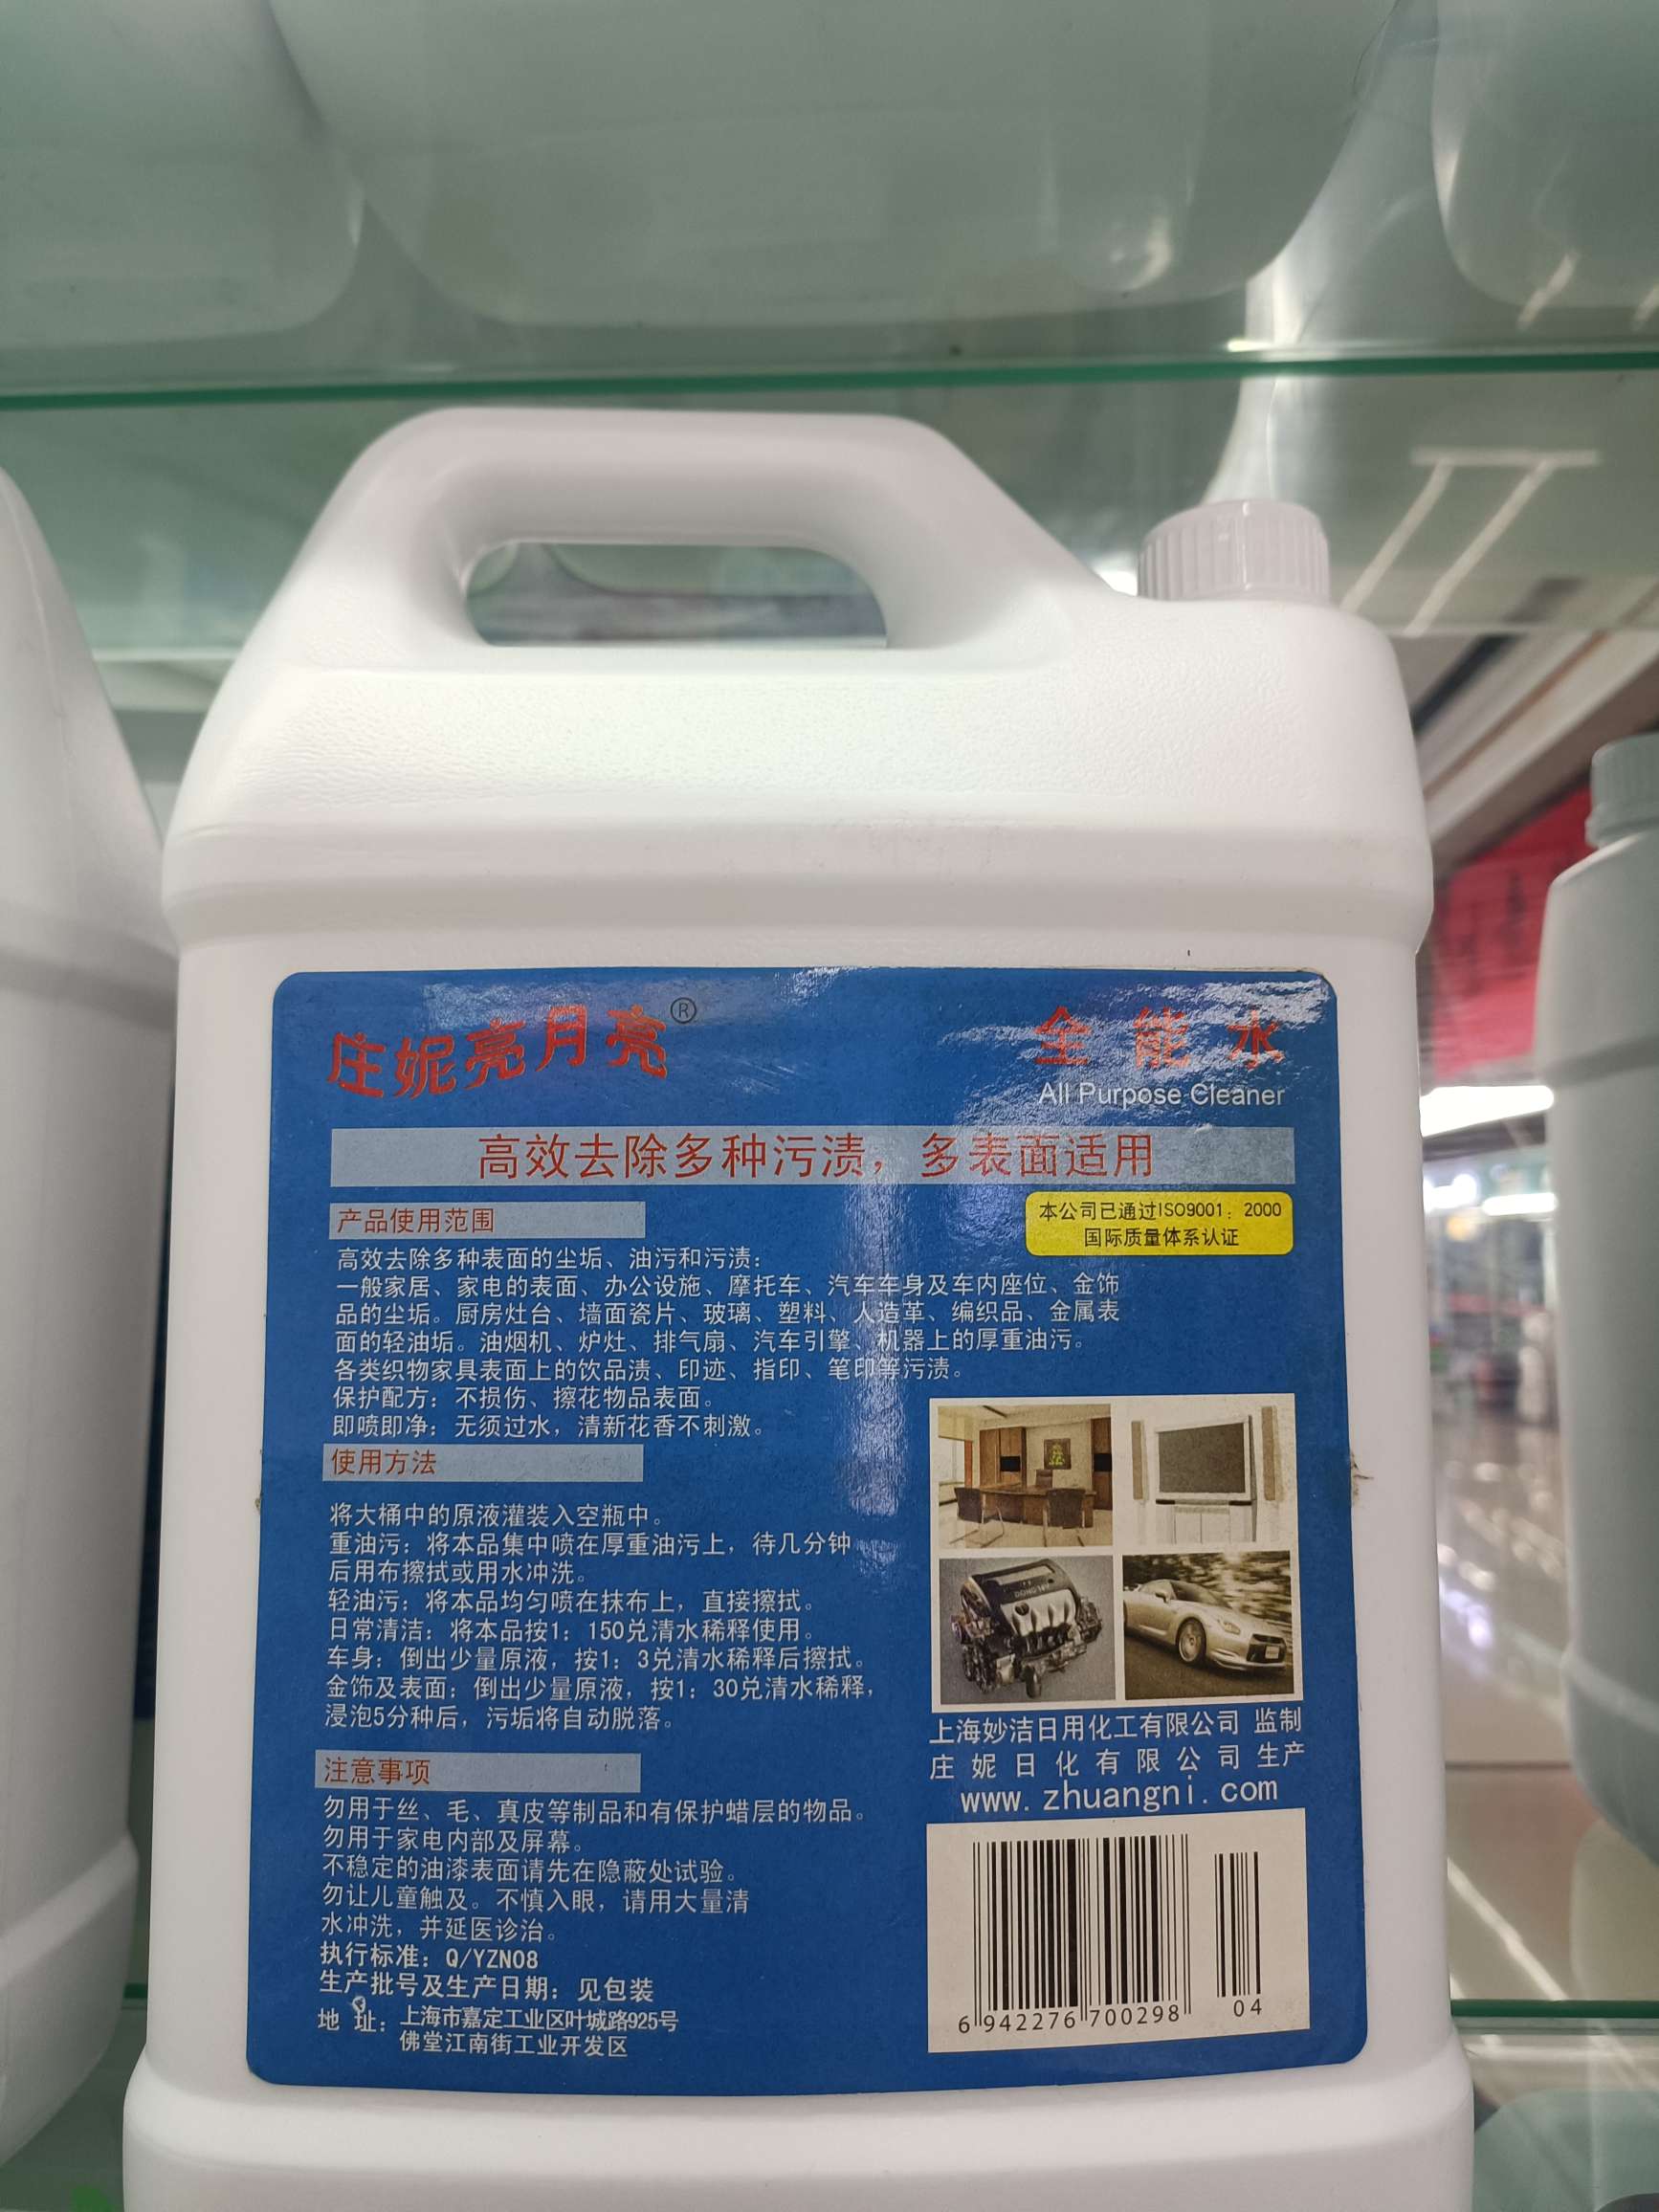 庄妮亮月亮®
全能水
All Purpose Cleaner
高效去除多种污渍，多表面适用
产品使用范围
本公司已通过ISO9001：2000
国际质量体系认证
高效去除多种表面的尘垢、油污和污渍：
一般家居、家电的表面、办公设施、摩托车、汽车车身及车内座位、金饰
品的尘垢。厨房灶台、墙面瓷片、玻璃、塑料、人造革、编织品、金属表
面的轻油垢。油烟机、炉灶、排气扇、汽车引擎、机器上的厚重油污。
各类织物家具表面上的饮品渍、印迹、指印、笔印等污渍。
保护配方：不损伤、擦花物品表面。
即喷即净：无须过水，清新花香不刺激。
使用方法
将大桶中的原液灌装入空瓶中。
重油污：将本品集中喷在厚重油污上，待几分钟
后用布擦拭或用水冲洗。
轻油污：将本品均匀喷在抹布上，直接擦拭。
日常清洁：将本品按1：150兑清水稀释使用。
车身：倒出少量原液，按1：3兑清水稀释后擦拭。
金饰及表面：倒出少量原液，按1：30兑清水稀释，
浸泡5分种后，污垢将自动脱落。
注意事项
勿用于丝、毛、真皮等制品和有保护蜡层的物品。
勿用于家电内部及屏幕。
不稳定的油漆表面请先在隐蔽处试验。
勿让儿童触及。不慎入眼，请用大量清
水冲洗，并延医诊治。
执行标准：Q/YZN08
生产批号及生产日期：见包装
地 址：上海市嘉定工业区叶城路925号
佛堂江南街工业开发区
上海妙洁日用化工有限公司 监制
庄妮日化有限公司生产
www.zhuangni.com
6 942276 700298 04